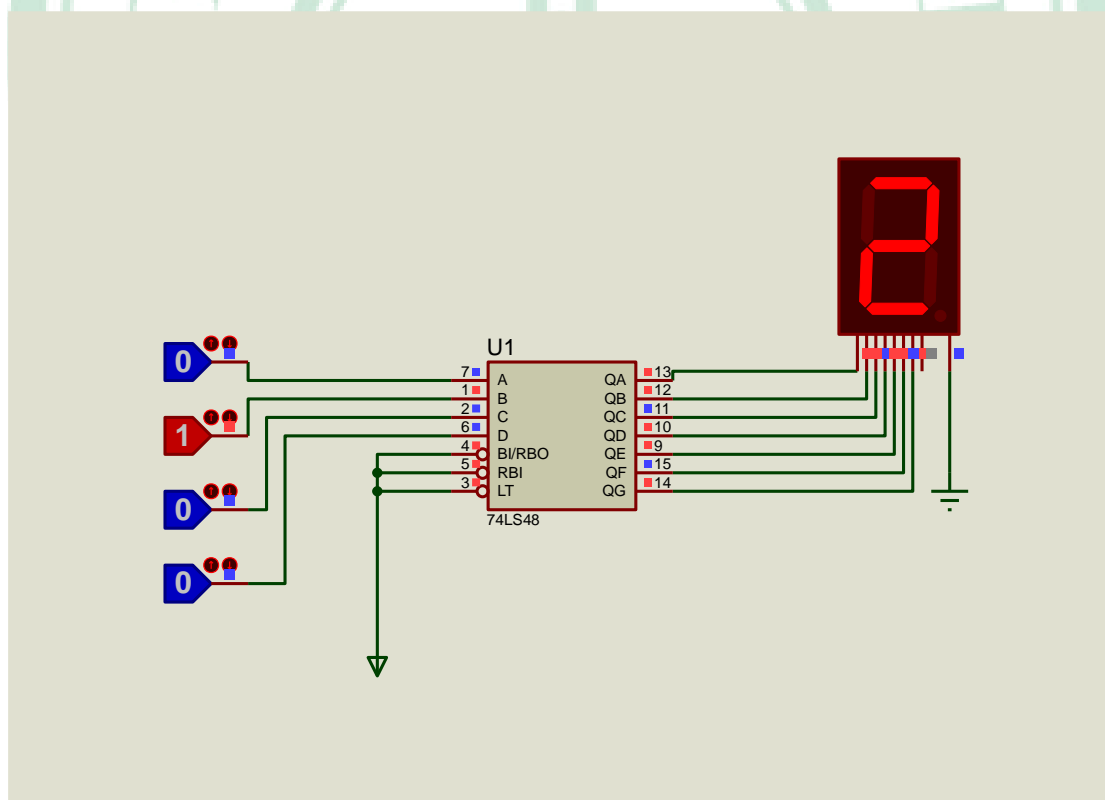 2
U1
0
1
0
0
7 A QA 13
1 B QB 12
2 C QC 11
6 D QD 10
4 BI/RBO QE 9
5 RBI QF 15
3 LT QG 14
74LS48